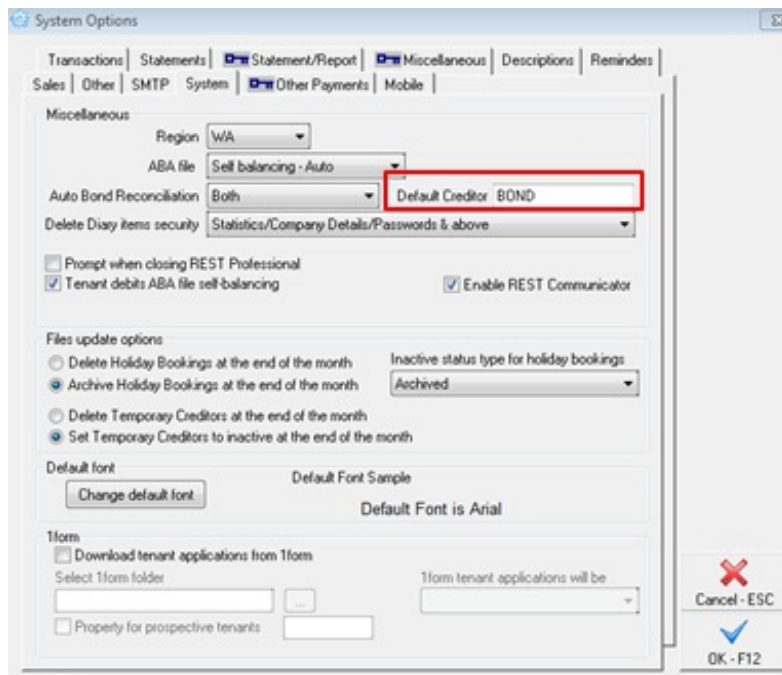 System Options
Transactions Statements Statement/Report Miscellaneous Descriptions Reminders
Sales Other SMTP System Other Payments Mobile
Miscellaneous
Region WA
ABA file Self balancing - Auto
Auto Bond Reconciliation Both Default Creditor BOND
Delete Diary items security Statistics/Company Details/Passwords & above
Prompt when closing REST Professional
Tenant debits ABA file self-balancing Enable REST Communicator
Files update options
Delete Holiday Bookings at the end of the month Inactive status type for holiday bookings
Archive Holiday Bookings at the end of the month Archived
Delete Temporary Creditors at the end of the month
Set Temporary Creditors to inactive at the end of the month
Default font
Default Font Sample
Change default font
Default Font is Arial
1form
Download tenant applications from 1form
Select 1form folder 1form tenant applications will be
...
Property for prospective tenants
Cancel - ESC
OK - F12